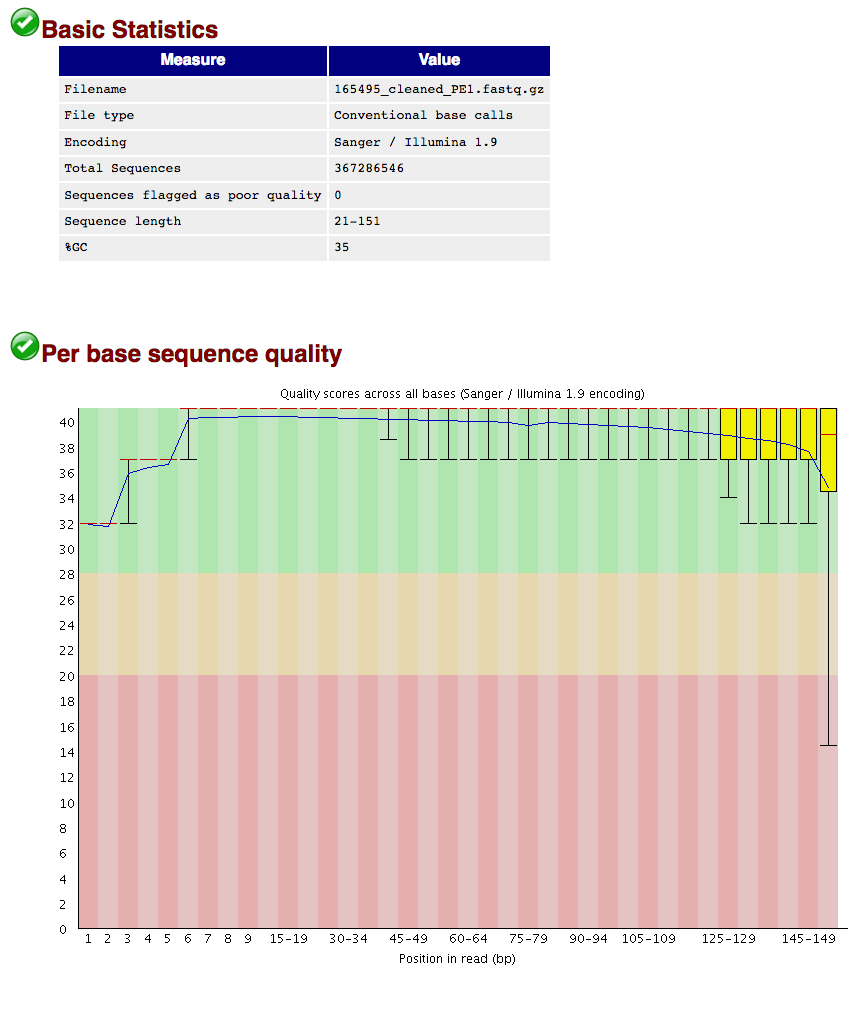 Basic Statistics
Measure Value
Filename 165495_cleaned_PE1.fastq.gz
File type Conventional base calls
Encoding Sanger / Illumina 1.9
Total Sequences 367286546
Sequences flagged as poor quality 0
Sequence length 21-151
%GC 35
Per base sequence quality
Quality scores across all bases (Sanger / Illumina 1.9 encoding)
40
38
36
34
32
30
28
26
24
22
20
18
16
14
12
10
8
6
4
2
0
1 2 3 4 5 6 7 8 9 15-19 30-34 45-49 60-64 75-79 90-94 105-109 125-129 145-149
Position in read (bp)